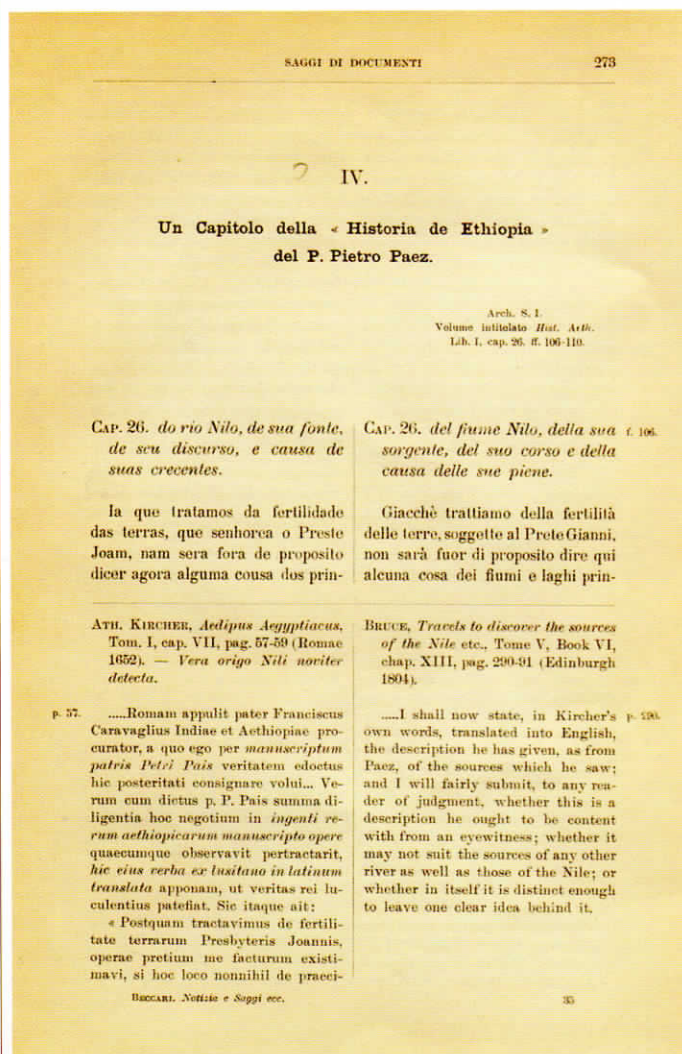 SAGGI DI DOCUMENTI 273
IV.
Un Capitolo della « Historia de Ethiopia »
del P. Pietro Paez.
Arch. S. I.
Volume intitolato Hist. Aeth.
Lib. I, cap. 26. ff. 106-110.
CAP. 26. do rio Nilo, de sua fonte,
de seu discurso, e causa de
suas crecentes.
Ia que tratamos da fertilidade
das terras, que senhorea o Preste
Joam, nam sera fora de proposito
dicer agora alguma cousa dos prin-
CAP. 26. del fiume Nilo, della sua
sorgente, del suo corso e della
causa delle sue piene.
f. 106.
Giacchè trattiamo della fertilità
delle terre, soggette al Prete Gianni,
non sarà fuor di proposito dire qui
alcuna cosa dei fiumi e laghi prin-
ATH. KIRCHER, Aedipus Aegyptiacus,
Tom. I, cap. VII, pag. 57-59 (Romae
1652). — Vera origo Nili noviter
detecta.
p. 57.
.....Romam appulit pater Franciscus
Caravaglius Indiae et Aethiopiae pro-
curator, a quo ego per manuscriptum
patris Petri Pais veritatem edoctus
hic posteritati consignare volui... Ve-
rum cum dictus p. P. Pais summa di-
ligentia hoc negotium in ingenti re-
rum aethiopicarum manuscripto opere
quaecumque observavit pertractarit,
hic eius verba ex lusitano in latinum
translata apponam, ut veritas rei lu-
culentius patefiat. Sic itaque ait:
« Postquam tractavimus de fertili-
tate terrarum Presbyteris Joannis,
operae pretium me facturum existi-
mavi, si hoc loco nonnihil de praeci-
BRUCE, Travels to discover the sources
of the Nile etc., Tome V, Book VI,
chap. XIII, pag. 290-91 (Edinburgh
1804).
p. 290.
.....I shall now state, in Kircher's
own words, translated into English,
the description he has given, as from
Paez, of the sources which he saw;
and I will fairly submit, to any rea-
der of judgment, whether this is a
description he ought to be content
with from an eyewitness; whether it
may not suit the sources of any other
river as well as those of the Nile; or
whether in itself it is distinct enough
to leave one clear idea behind it.
BECCARI. Notizia e Saggi ecc. 35